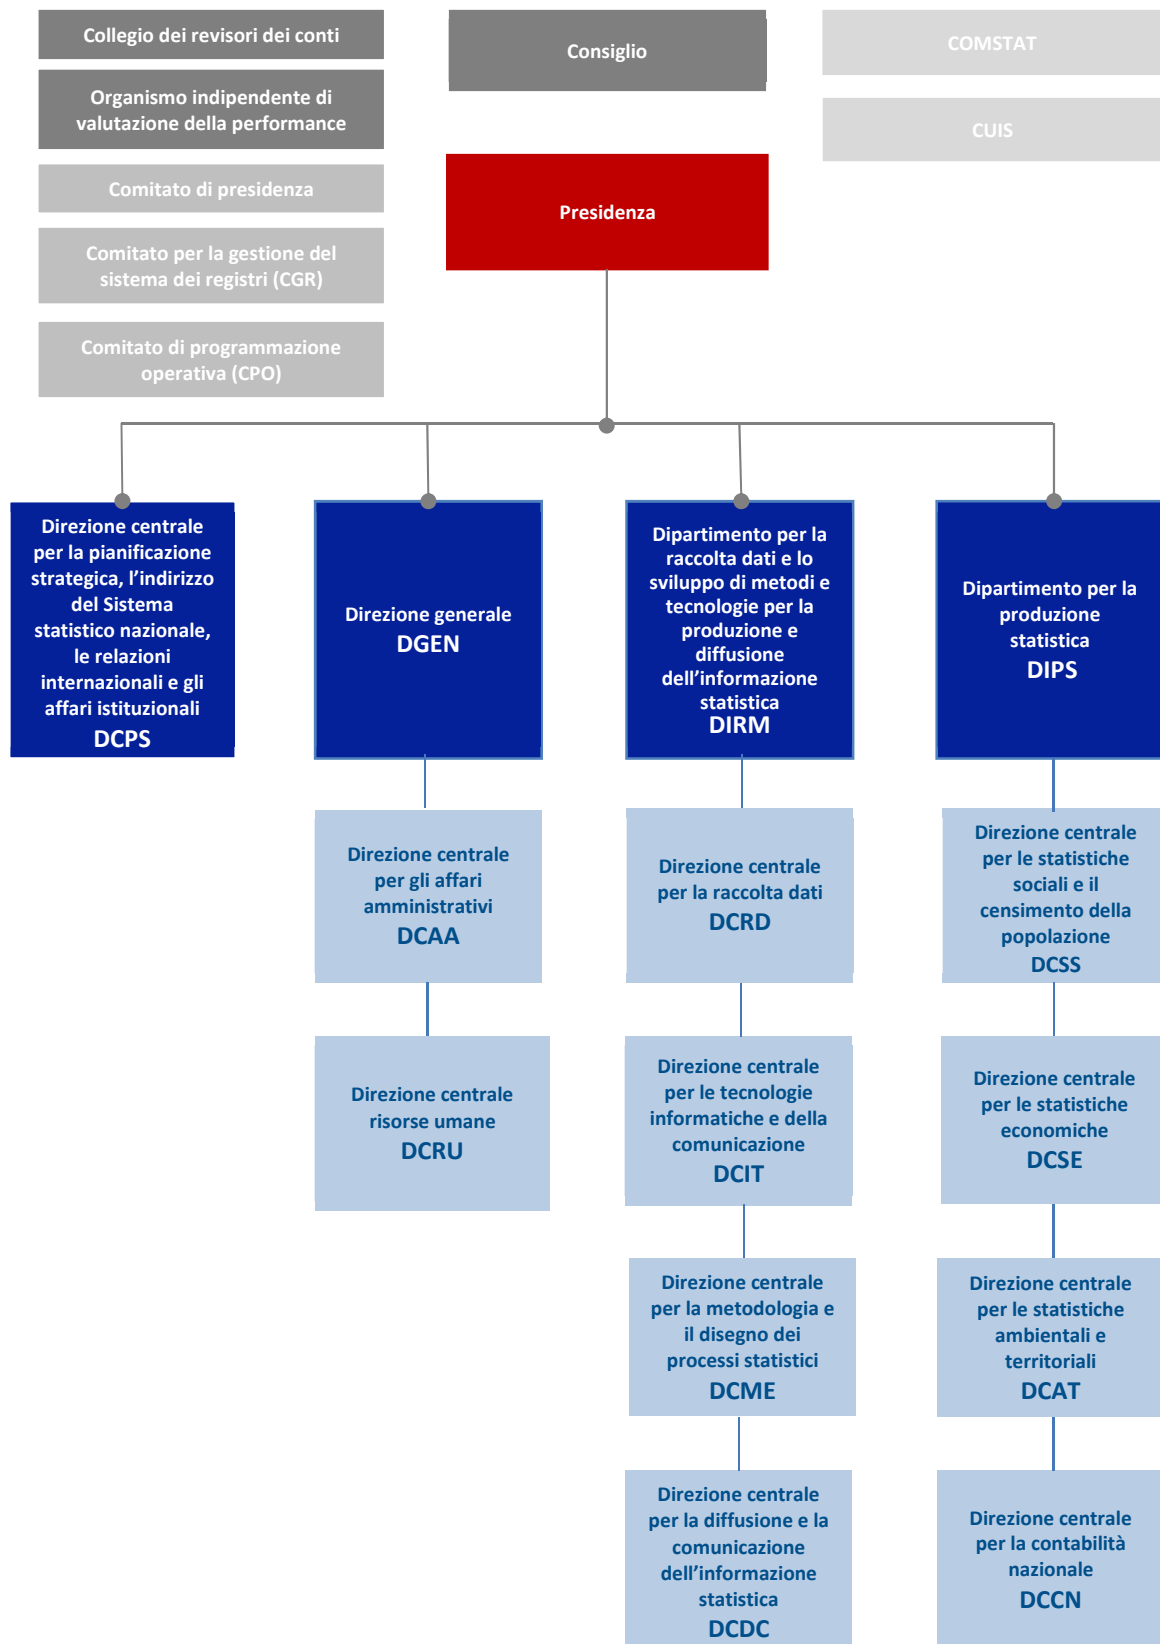 Collegio dei revisori dei conti
Organismo indipendente di
valutazione della performance
Comitato di presidenza
Comitato per la gestione del
sistema dei registri (CGR)
Comitato di programmazione
operativa (CPO)
Consiglio
COMSTAT
CUIS
Presidenza
Direzione centrale
per la pianificazione
strategica, l’indirizzo
del Sistema
statistico nazionale,
le relazioni
internazionali e gli
affari istituzionali
DCPS
Direzione generale
DGEN
Dipartimento per la
raccolta dati e lo
sviluppo di metodi e
tecnologie per la
produzione e
diffusione
dell’informazione
statistica
DIRM
Dipartimento per la
produzione
statistica
DIPS
Direzione centrale
per gli affari
amministrativi
DCAA
Direzione centrale
risorse umane
DCRU
Direzione centrale
per la raccolta dati
DCRD
Direzione centrale
per le tecnologie
informatiche e della
comunicazione
DCIT
Direzione centrale
per la metodologia e
il disegno dei
processi statistici
DCME
Direzione centrale
per la diffusione e la
comunicazione
dell’informazione
statistica
DCDC
Direzione centrale
per le statistiche
sociali e il
censimento della
popolazione
DCSS
Direzione centrale
per le statistiche
economiche
DCSE
Direzione centrale
per le statistiche
ambientali e
territoriali
DCAT
Direzione centrale
per la contabilità
nazionale
DCCN